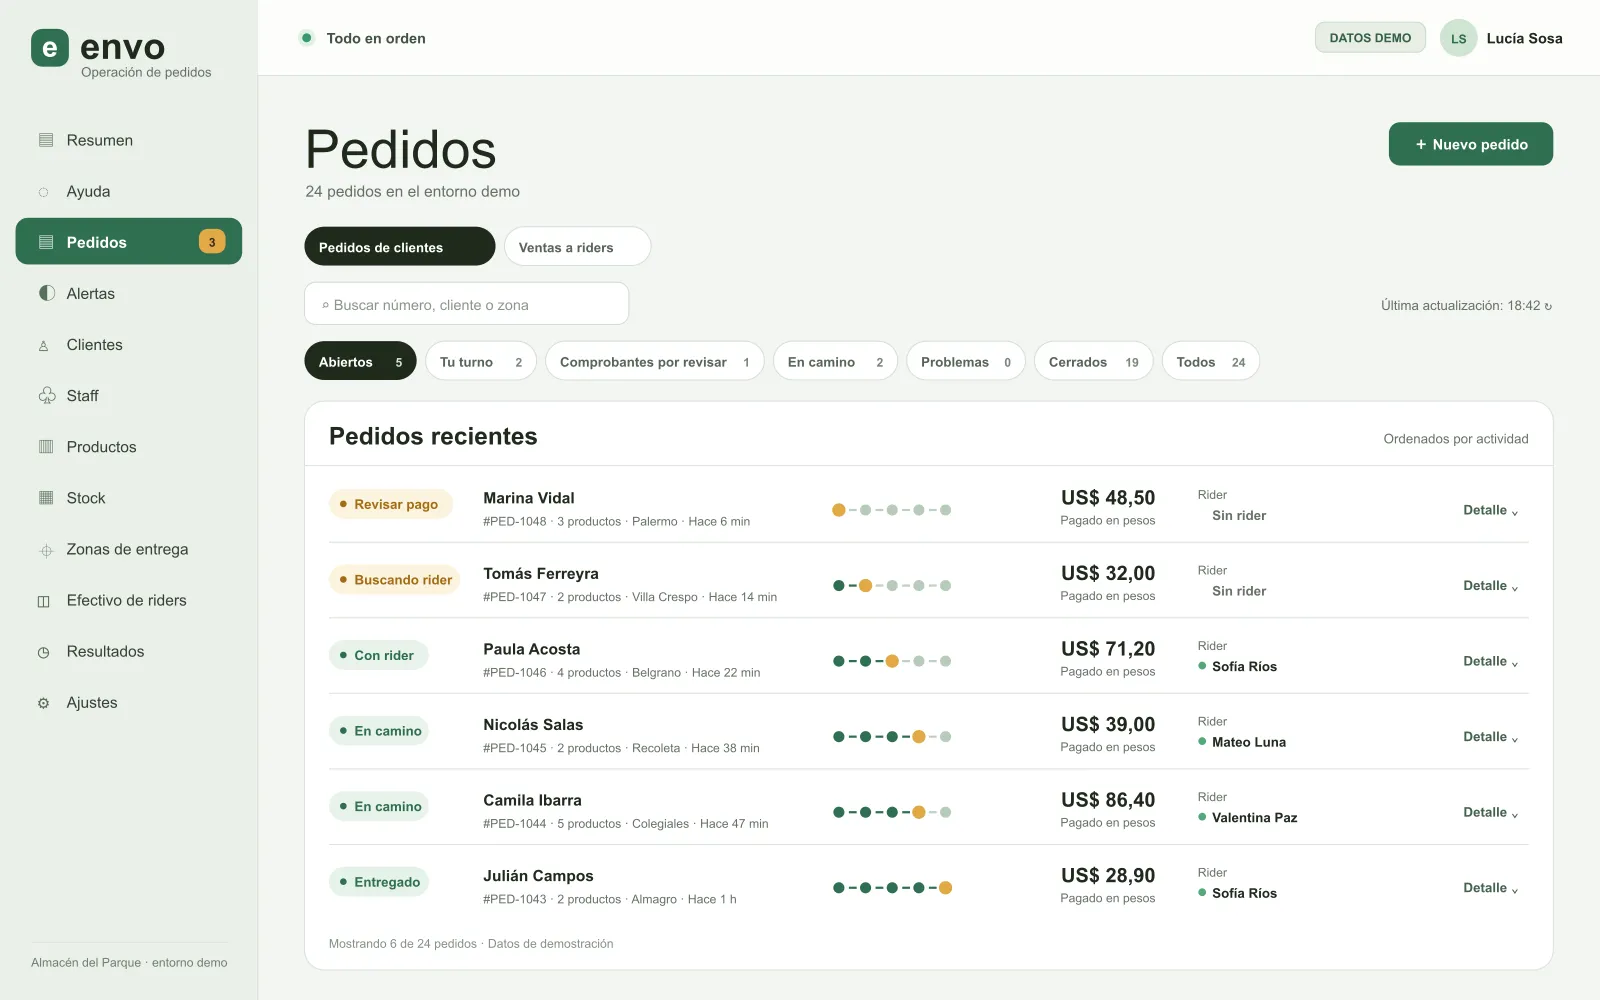 e envo
Operación de pedidos
Resumen
Ayuda
Pedidos 3
Alertas
Clientes
Staff
Productos
Stock
Zonas de entrega
Efectivo de riders
Resultados
Ajustes
Almacén del Parque · entorno demo
Todo en orden
DATOS DEMO
LS Lucía Sosa
Pedidos
24 pedidos en el entorno demo
+ Nuevo pedido
Pedidos de clientes
Ventas a riders
Buscar número, cliente o zona
Última actualización: 18:42 ↻
Abiertos 5
Tu turno 2
Comprobantes por revisar 1
En camino 2
Problemas 0
Cerrados 19
Todos 24
Pedidos recientes
Ordenados por actividad
Revisar pago
Marina Vidal
#PED-1048 · 3 productos · Palermo · Hace 6 min
US$ 48,50
Pagado en pesos
Rider
Sin rider
Detalle
Buscando rider
Tomás Ferreyra
#PED-1047 · 2 productos · Villa Crespo · Hace 14 min
US$ 32,00
Pagado en pesos
Rider
Sin rider
Detalle
Con rider
Paula Acosta
#PED-1046 · 4 productos · Belgrano · Hace 22 min
US$ 71,20
Pagado en pesos
Rider
Sofía Ríos
Detalle
En camino
Nicolás Salas
#PED-1045 · 2 productos · Recoleta · Hace 38 min
US$ 39,00
Pagado en pesos
Rider
Mateo Luna
Detalle
En camino
Camila Ibarra
#PED-1044 · 5 productos · Colegiales · Hace 47 min
US$ 86,40
Pagado en pesos
Rider
Valentina Paz
Detalle
Entregado
Julián Campos
#PED-1043 · 2 productos · Almagro · Hace 1 h
US$ 28,90
Pagado en pesos
Rider
Sofía Ríos
Detalle
Mostrando 6 de 24 pedidos · Datos de demostración